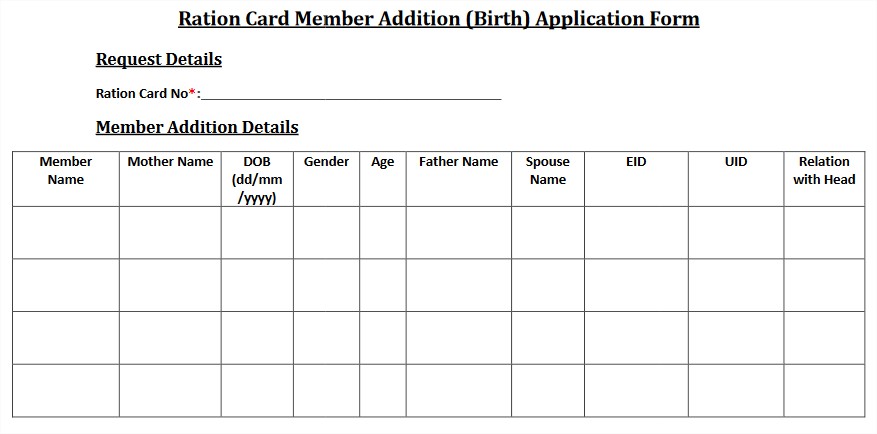 Ration Card Member Addition (Birth) Application Form
Request Details
Ration Card No*:________________________________________
Member Addition Details
Member Name
Mother Name
DOB (dd/mm/yyyy)
Gender
Age
Father Name
Spouse Name
EID
UID
Relation with Head